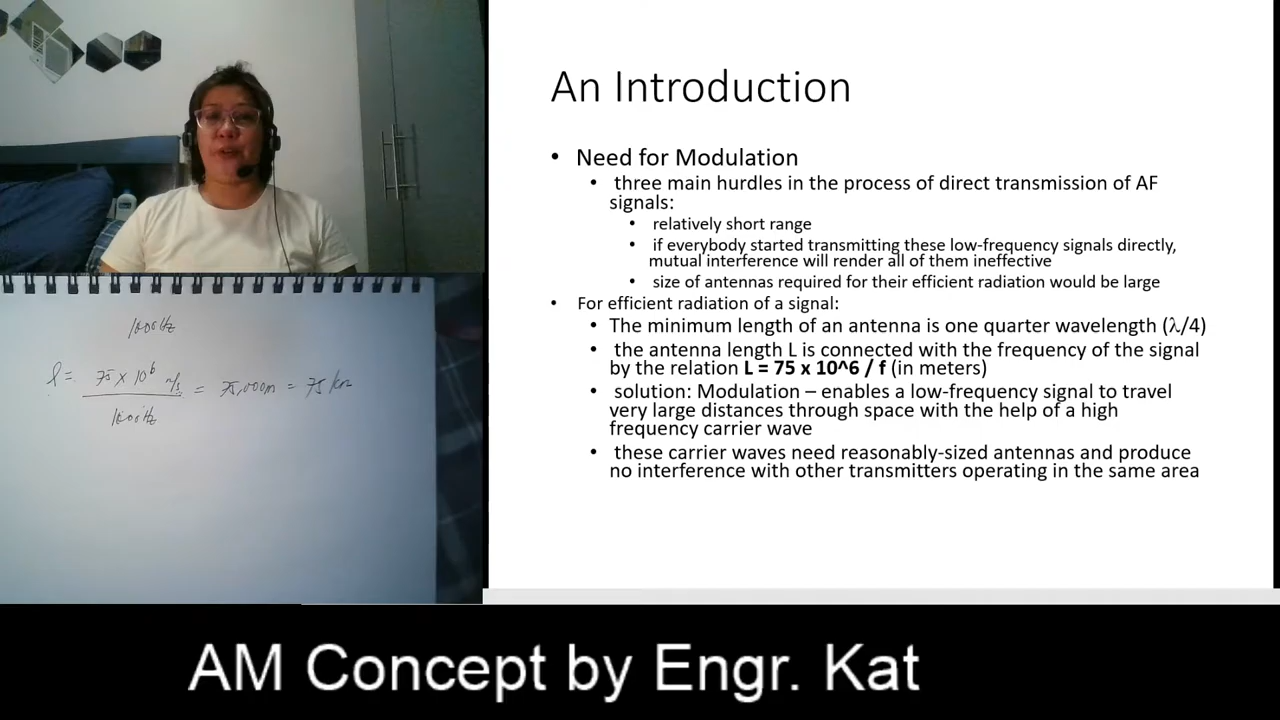 An Introduction
• Need for Modulation
• three main hurdles in the process of direct transmission of AF
signals:
• relatively short range
• if everybody started transmitting these low-frequency signals directly,
mutual interference will render all of them ineffective
• size of antennas required for their efficient radiation would be large
• For efficient radiation of a signal:
• The minimum length of an antenna is one quarter wavelength (λ/4)
• the antenna length L is connected with the frequency of the signal
by the relation L = 75 x 10^6 / f (in meters)
• solution: Modulation – enables a low-frequency signal to travel
very large distances through space with the help of a high
frequency carrier wave
• these carrier waves need reasonably-sized antennas and produce
no interference with other transmitters operating in the same area
1000Hz
l = 75 x 10^6 m/s = 75,000m = 75 km
1000Hz
AM Concept by Engr. Kat